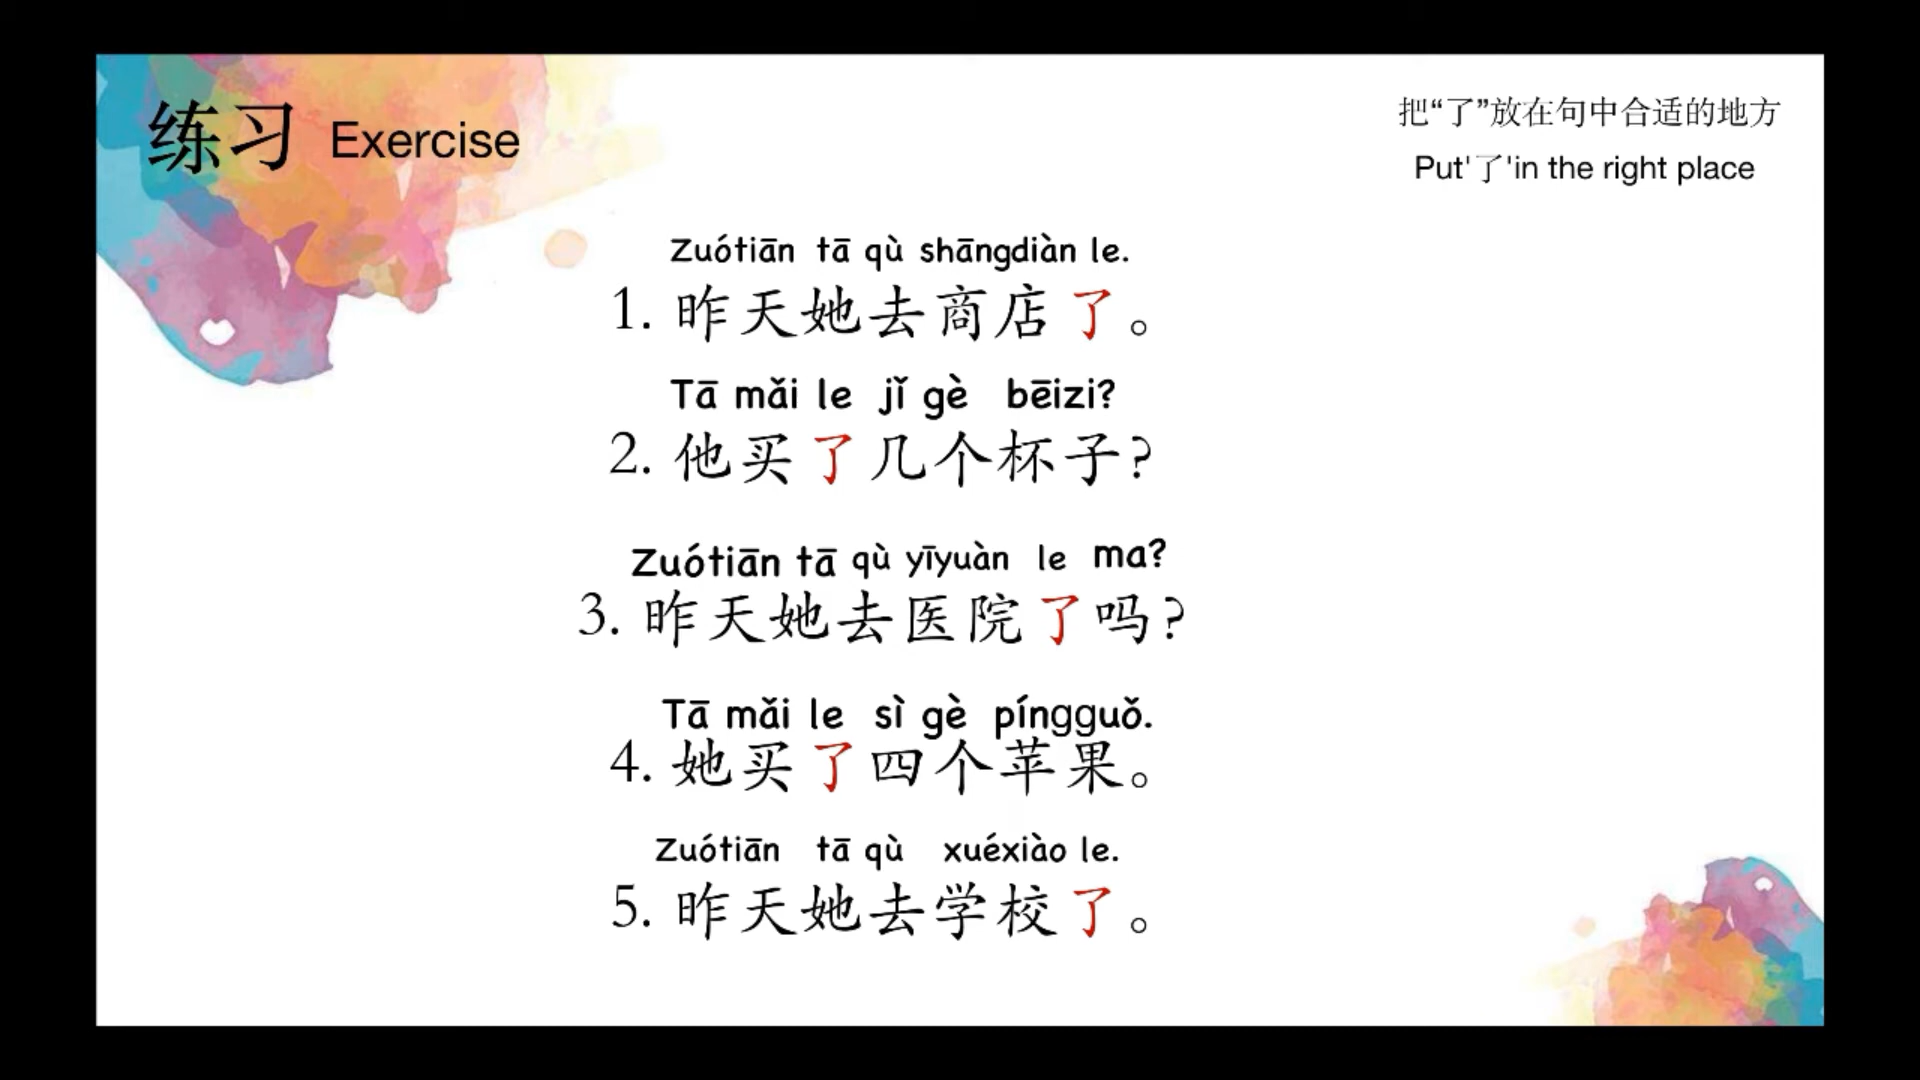 练习 Exercise
把“了”放在句中合适的地方
Put'了'in the right place
Zuótiān tā qù shāngdiàn le.
1. 昨天她去商店了。
Tā mǎi le jǐ gè bēizi?
2. 他买了几个杯子?
Zuótiān tā qù yīyuàn le ma?
3. 昨天她去医院了吗?
Tā mǎi le sì gè píngguǒ.
4. 她买了四个苹果。
Zuótiān tā qù xuéxiào le.
5. 昨天她去学校了。